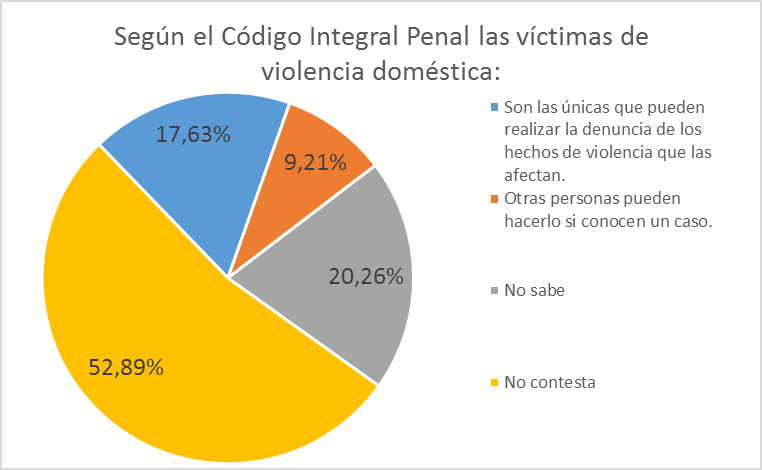 Según el Código Integral Penal las víctimas de
violencia doméstica:
17,63%
9,21%
20,26%
52,89%
Son las únicas que pueden
realizar la denuncia de los
hechos de violencia que las
afectan.
Otras personas pueden
hacerlo si conocen un caso.
No sabe
No contesta